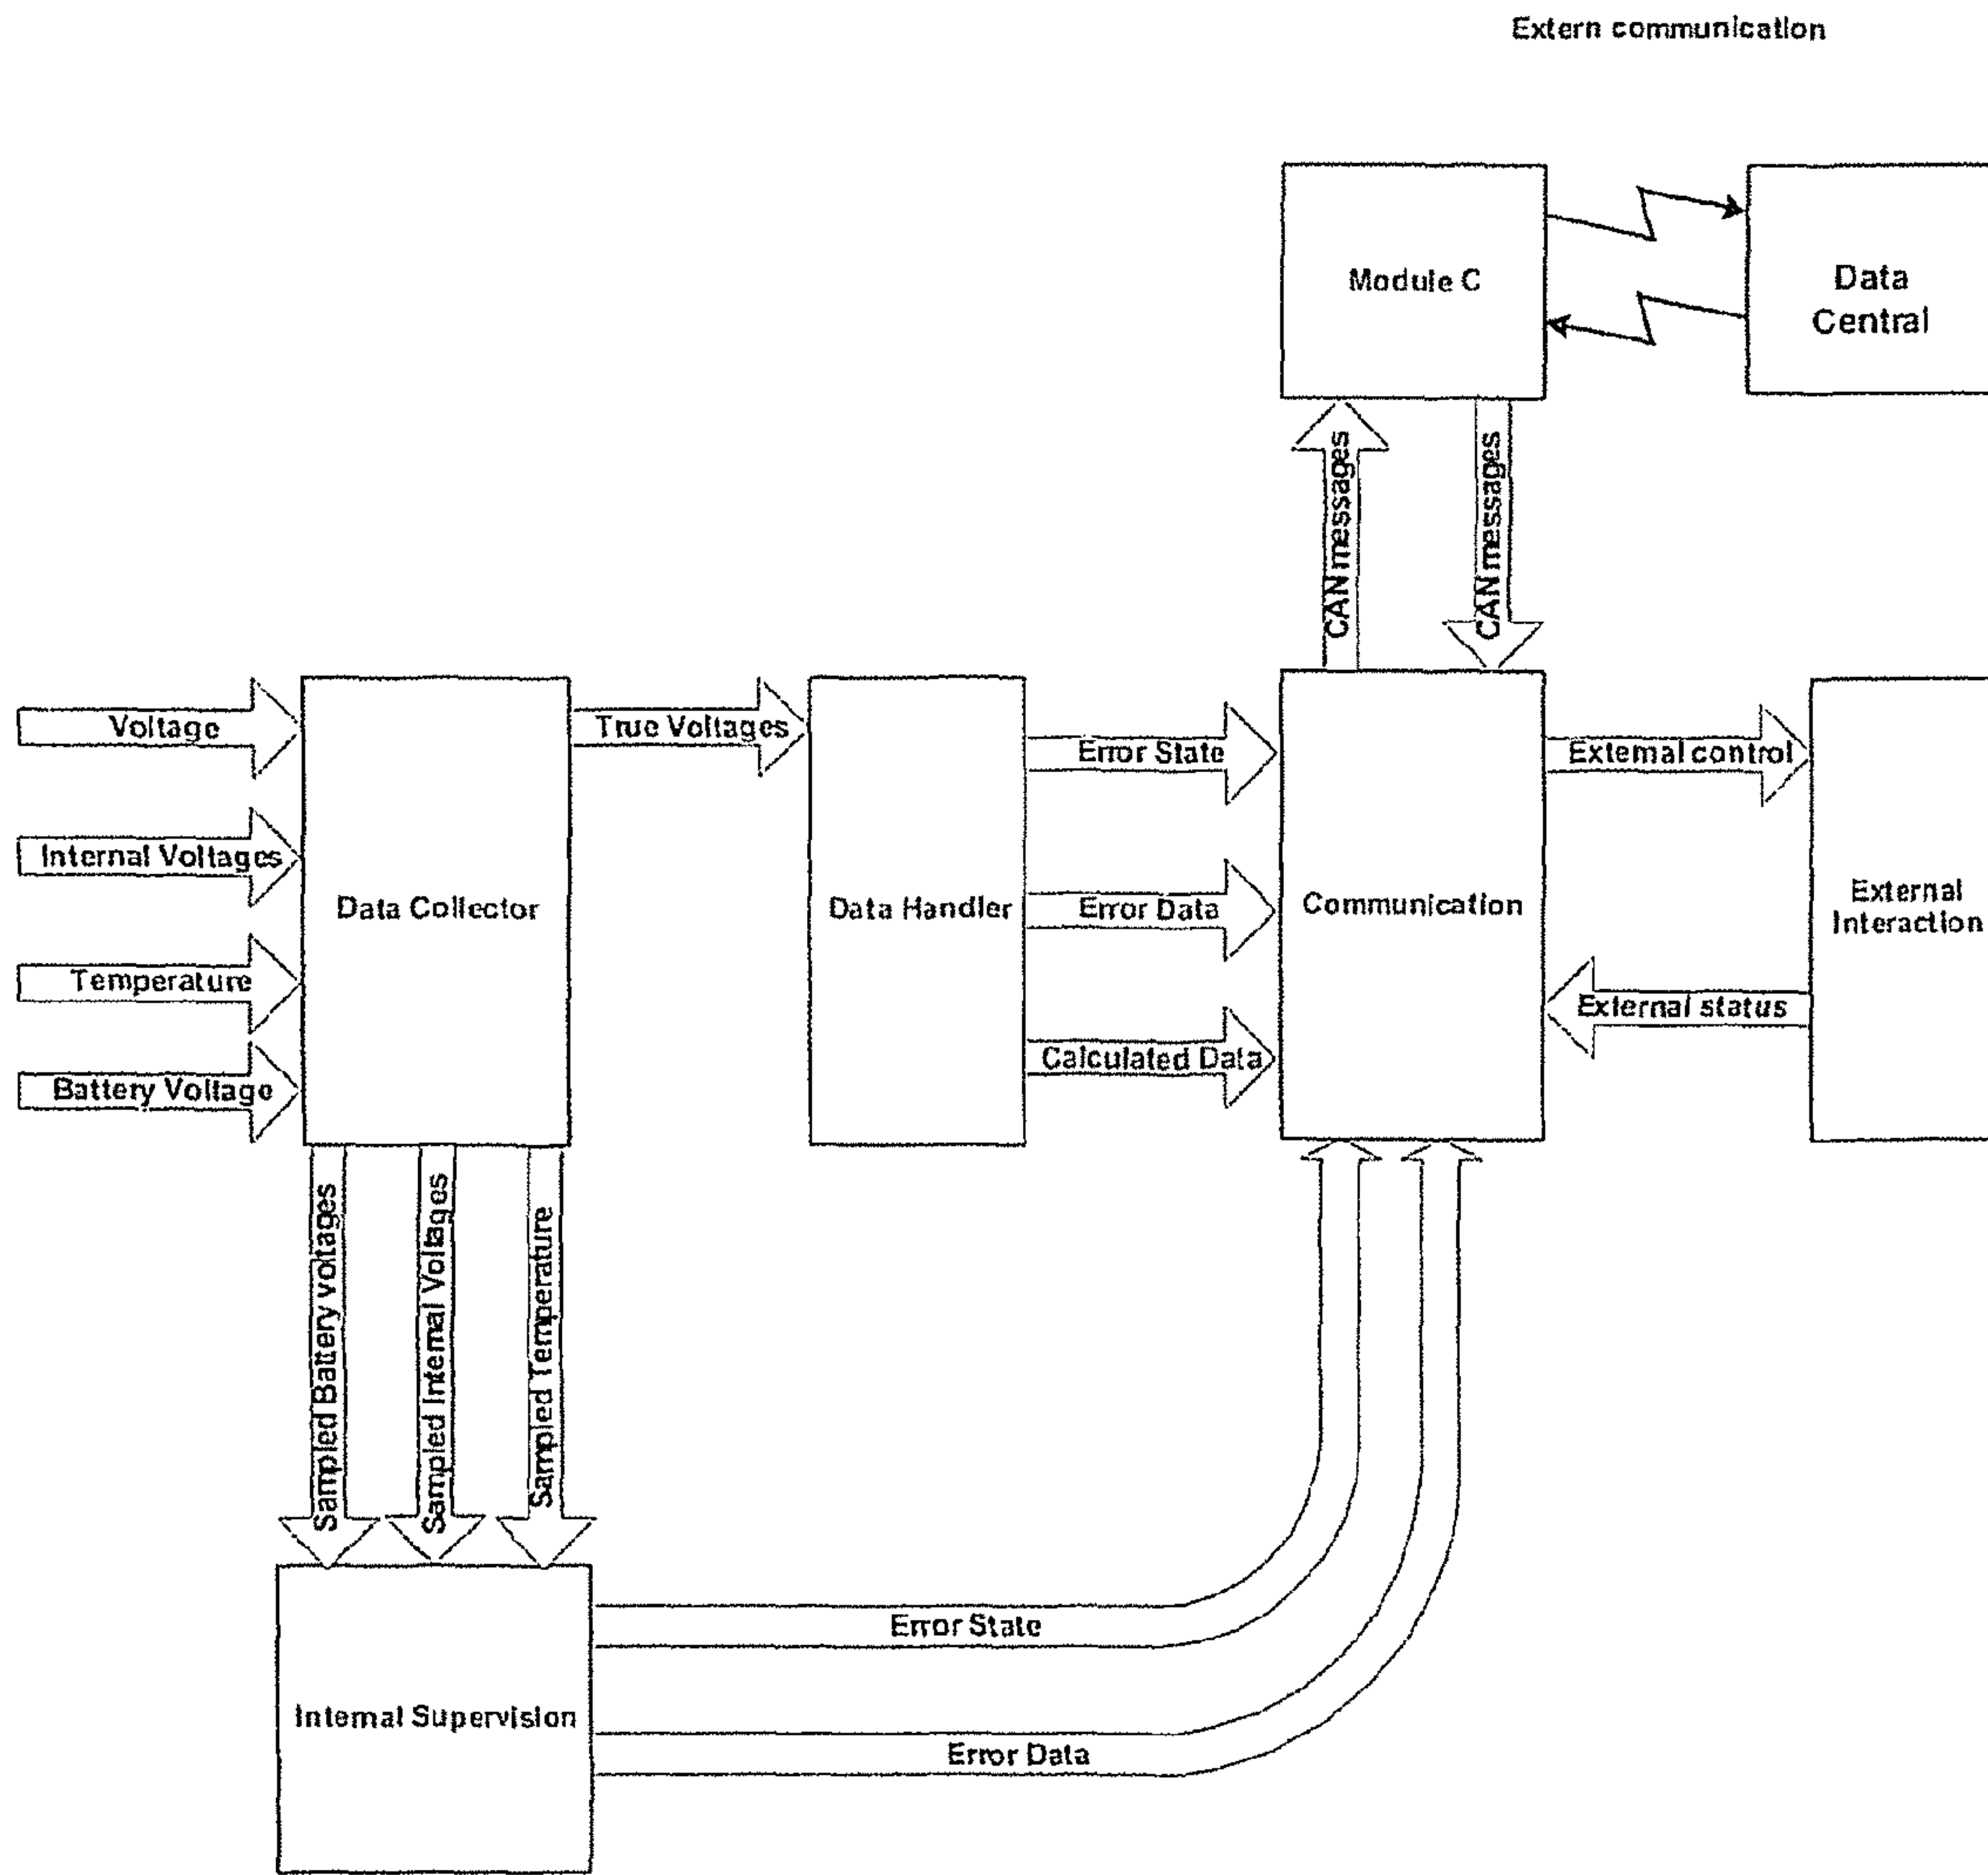 Extern communication
Module C
Data
Central
CAN messages
CAN messages
Voltage
True Voltages
Error State
External control
Internal Voltages
Data Collector
Data Handler
Error Data
Communication
External
Interaction
Temperature
External status
Calculated Data
Battery Voltage
Sampled Battery voltages
Sampled Internal Voltages
Sampled Temperature
Error State
Internal Supervision
Error Data